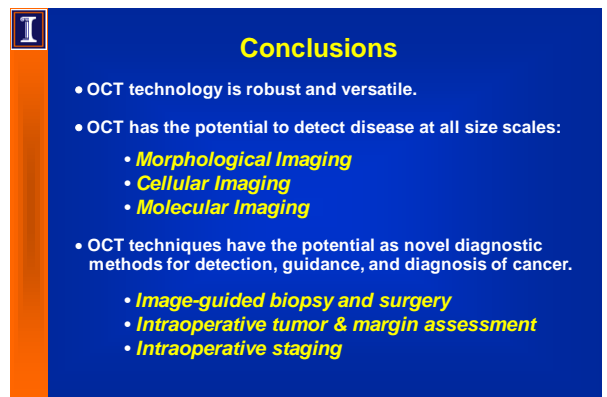 I
Conclusions
• OCT technology is robust and versatile.
• OCT has the potential to detect disease at all size scales:
• Morphological Imaging
• Cellular Imaging
• Molecular Imaging
• OCT techniques have the potential as novel diagnostic
methods for detection, guidance, and diagnosis of cancer.
• Image-guided biopsy and surgery
• Intraoperative tumor & margin assessment
• Intraoperative staging